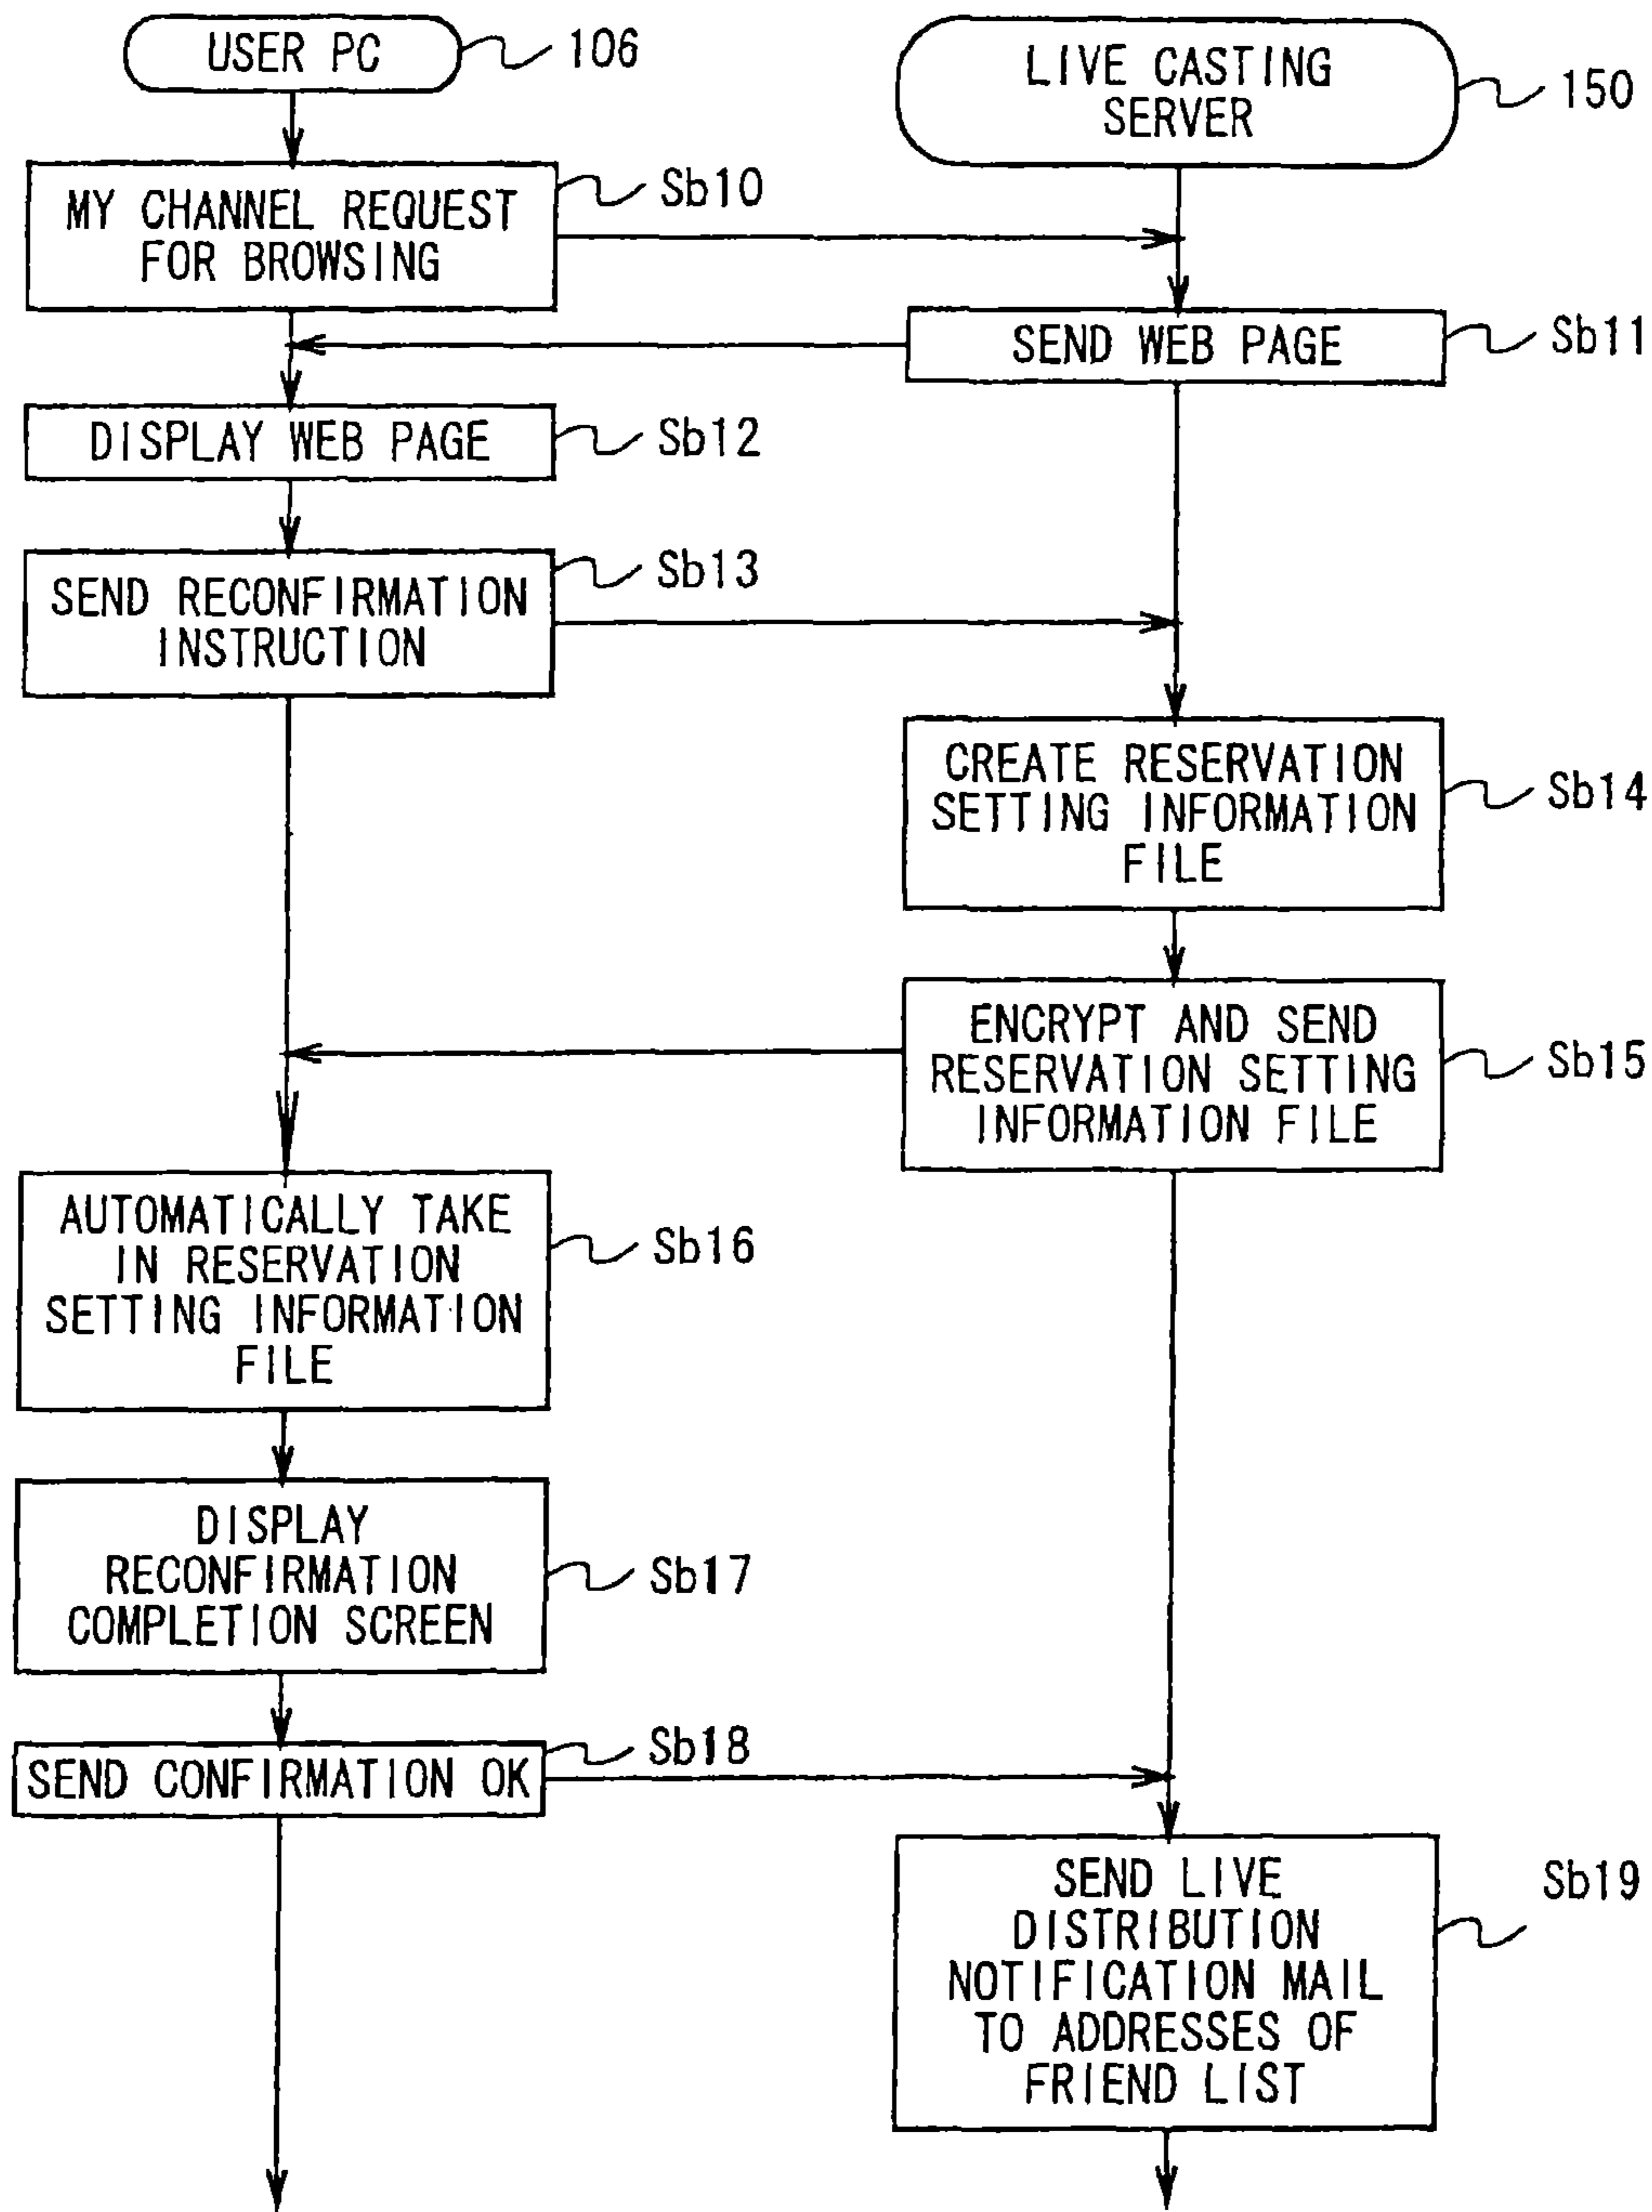 USER PC
106
LIVE CASTING
SERVER
150
MY CHANNEL REQUEST
FOR BROWSING
Sb10
SEND WEB PAGE
Sb11
DISPLAY WEB PAGE
Sb12
SEND RECONFIRMATION
INSTRUCTION
Sb13
CREATE RESERVATION
SETTING INFORMATION
FILE
Sb14
ENCRYPT AND SEND
RESERVATION SETTING
INFORMATION FILE
Sb15
AUTOMATICALLY TAKE
IN RESERVATION
SETTING INFORMATION
FILE
Sb16
DISPLAY
RECONFIRMATION
COMPLETION SCREEN
Sb17
SEND CONFIRMATION OK
Sb18
SEND LIVE
DISTRIBUTION
NOTIFICATION MAIL
TO ADDRESSES OF
FRIEND LIST
Sb19